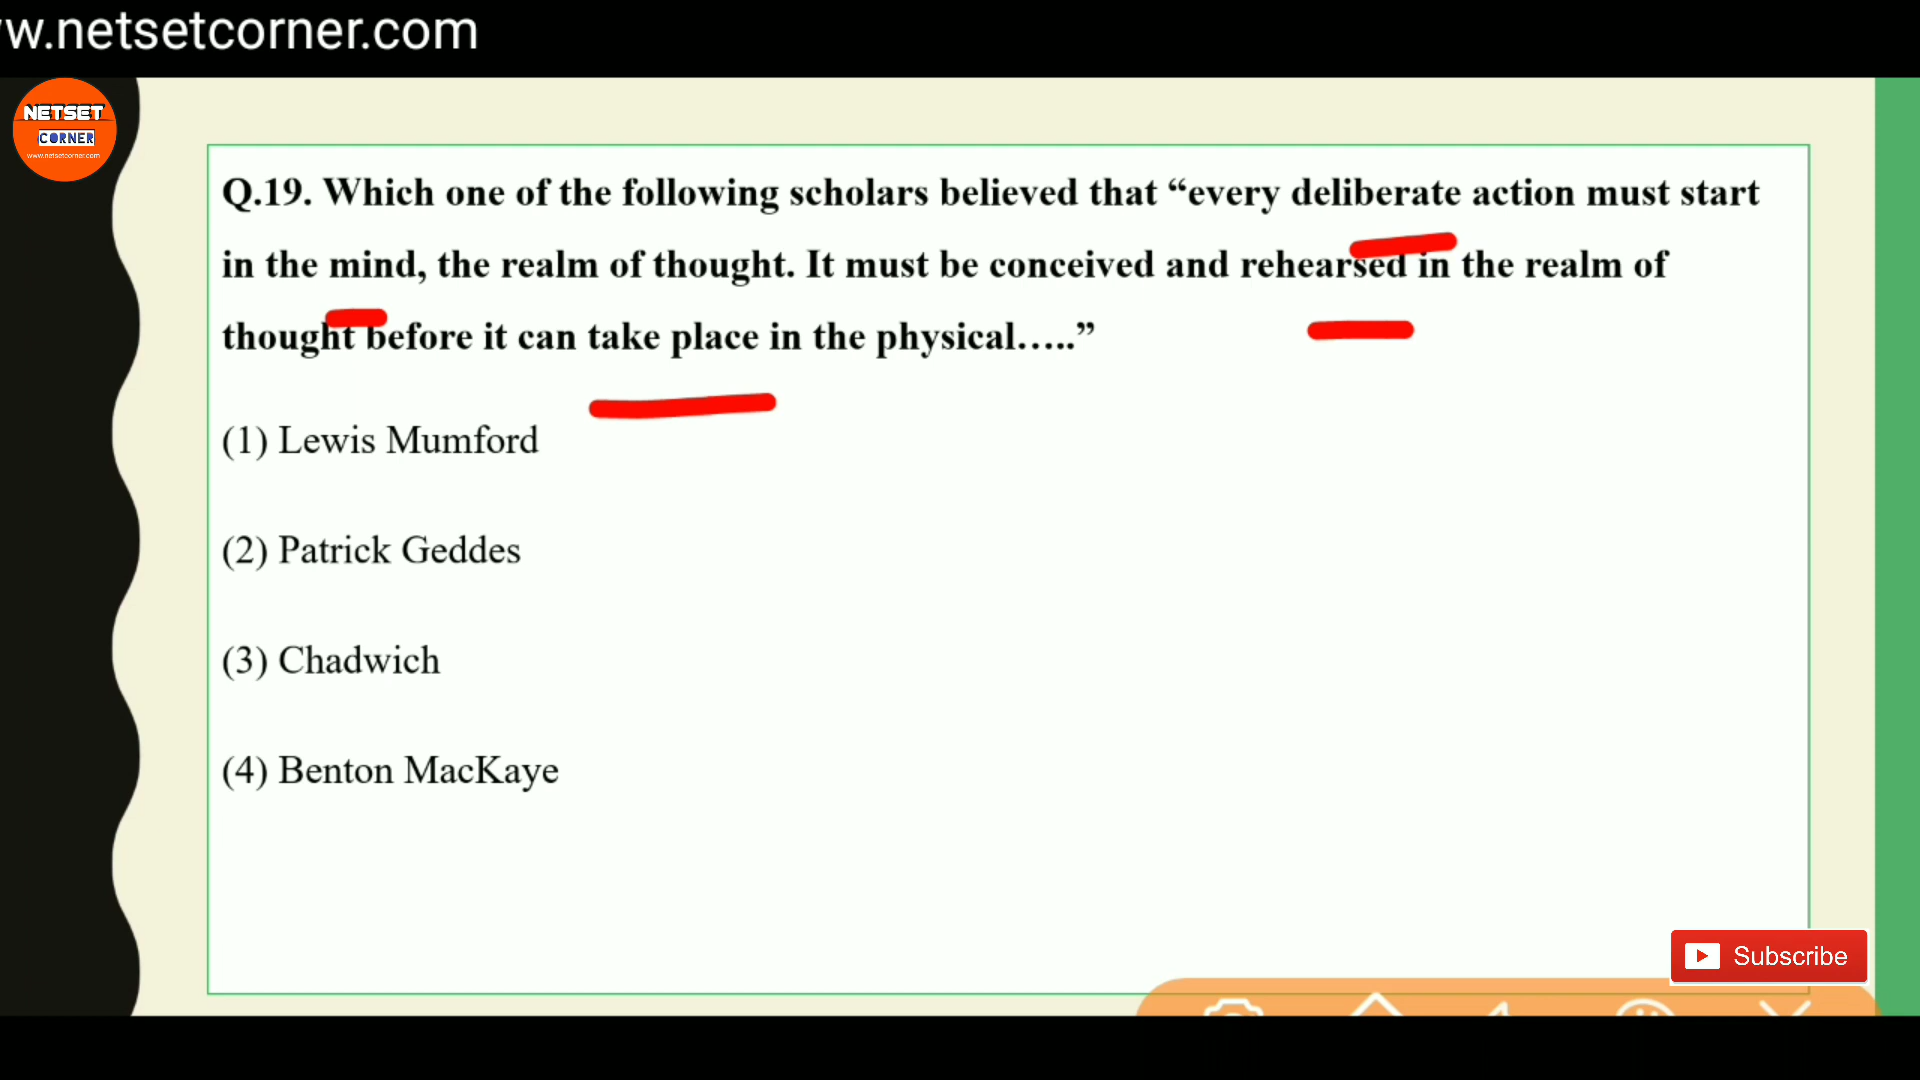 w.netsetcorner.com
NETSET
CORNER
www.netsetcorner.com
Q.19. Which one of the following scholars believed that “every deliberate action must start
in the mind, the realm of thought. It must be conceived and rehearsed in the realm of
thought before it can take place in the physical…..”
(1) Lewis Mumford
(2) Patrick Geddes
(3) Chadwich
(4) Benton MacKaye
Subscribe